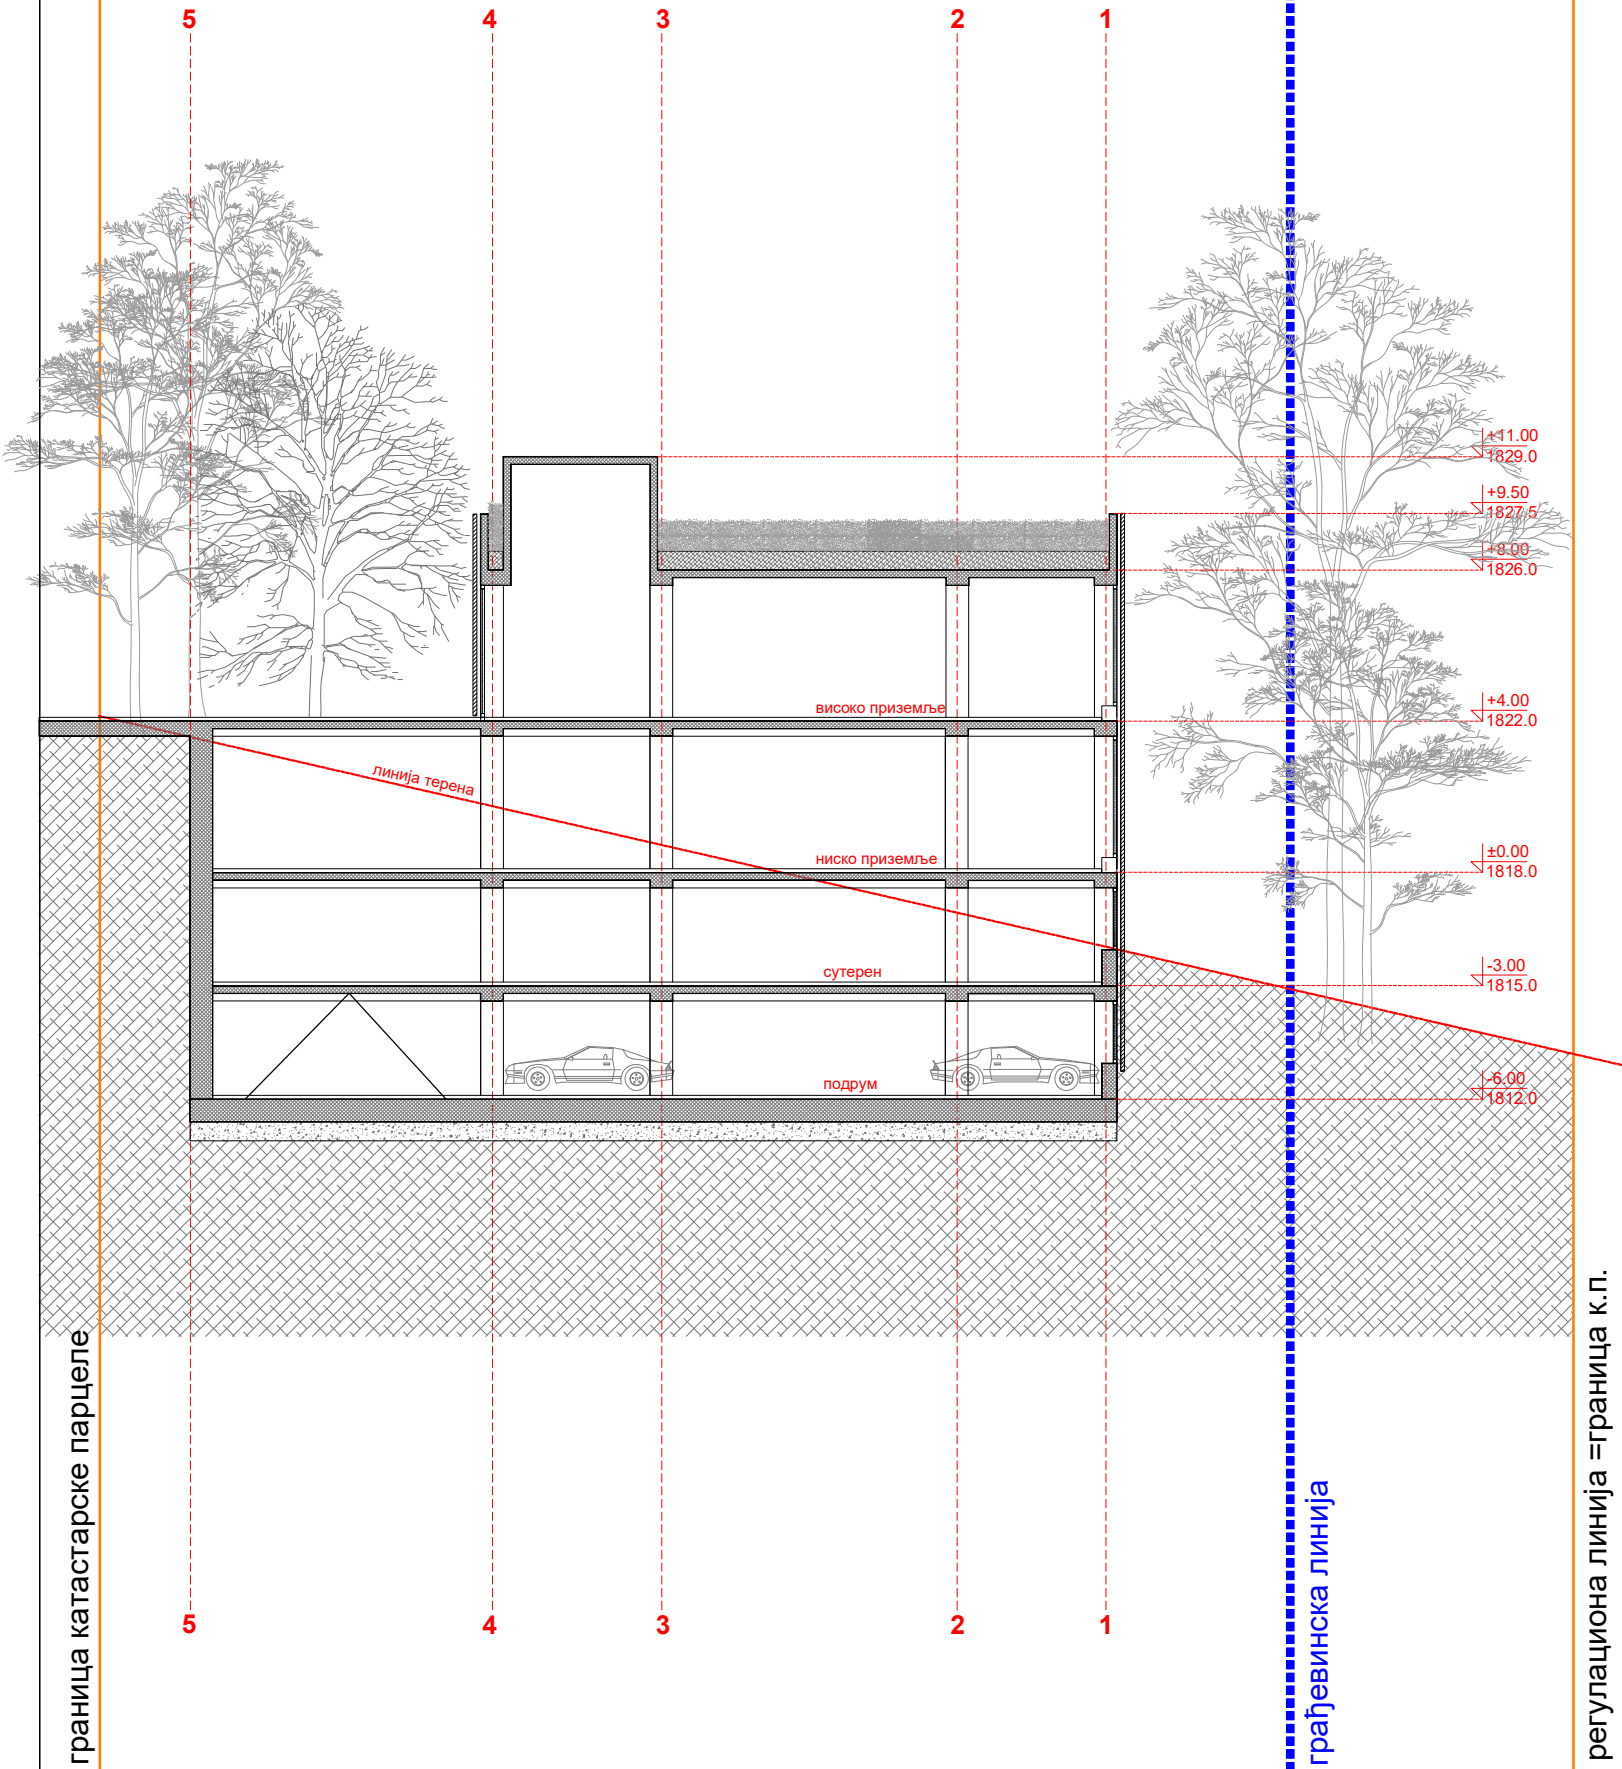 5 4 3 2 1
+11.00
1829.0
+9.50
1827.5
+8.00
1826.0
високо приземље
+4.00
1822.0
линија терена
ниско приземље
±0.00
1818.0
сутерен
-3.00
1815.0
подрум
-6.00
1812.0
граница катастарске парцеле
грађевинска линија
регулациона линија =граница к.п.
5 4 3 2 1